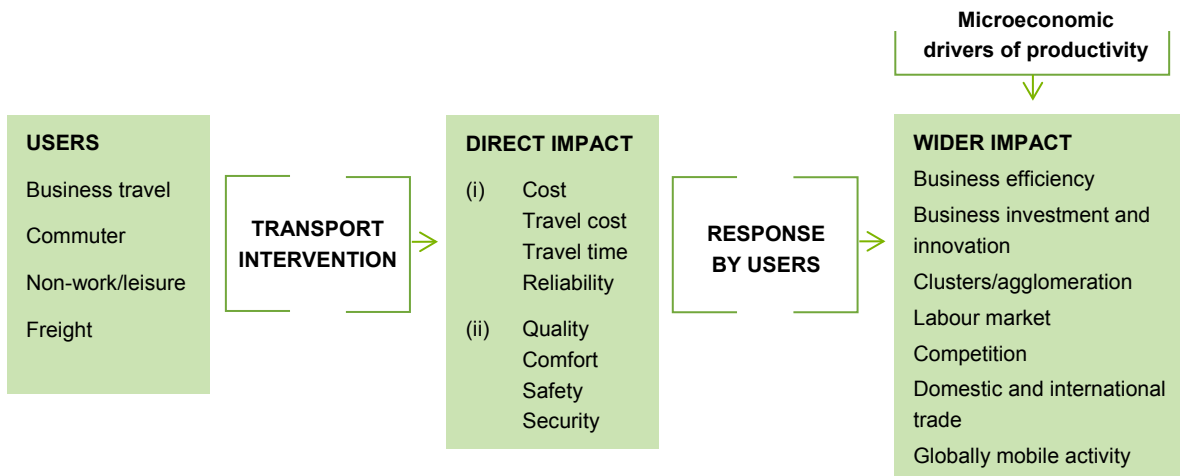 Microeconomic
drivers of productivity
USERS
Business travel
Commuter
Non-work/leisure
Freight
TRANSPORT
INTERVENTION
DIRECT IMPACT
(i) Cost
Travel cost
Travel time
Reliability
(ii) Quality
Comfort
Safety
Security
RESPONSE
BY USERS
WIDER IMPACT
Business efficiency
Business investment and
innovation
Clusters/agglomeration
Labour market
Competition
Domestic and international
trade
Globally mobile activity